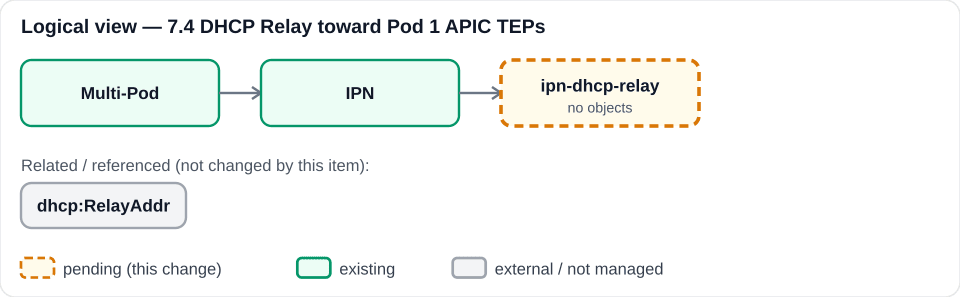 Logical view — 7.4 DHCP Relay toward Pod 1 APIC TEPs
Multi-Pod
IPN
ipn-dhcp-relay
no objects
Related / referenced (not changed by this item):
dhcp:RelayAddr
pending (this change)
existing
external / not managed